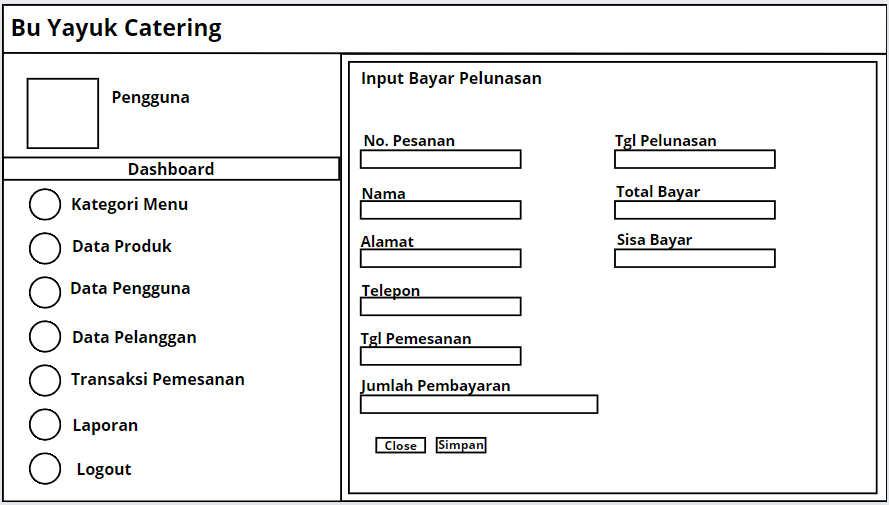 Bu Yayuk Catering
Pengguna
Dashboard
Kategori Menu
Data Produk
Data Pengguna
Data Pelanggan
Transaksi Pemesanan
Laporan
Logout
Input Bayar Pelunasan
No. Pesanan
Nama
Alamat
Telepon
Tgl Pemesanan
Jumlah Pembayaran
Tgl Pelunasan
Total Bayar
Sisa Bayar
Close
Simpan